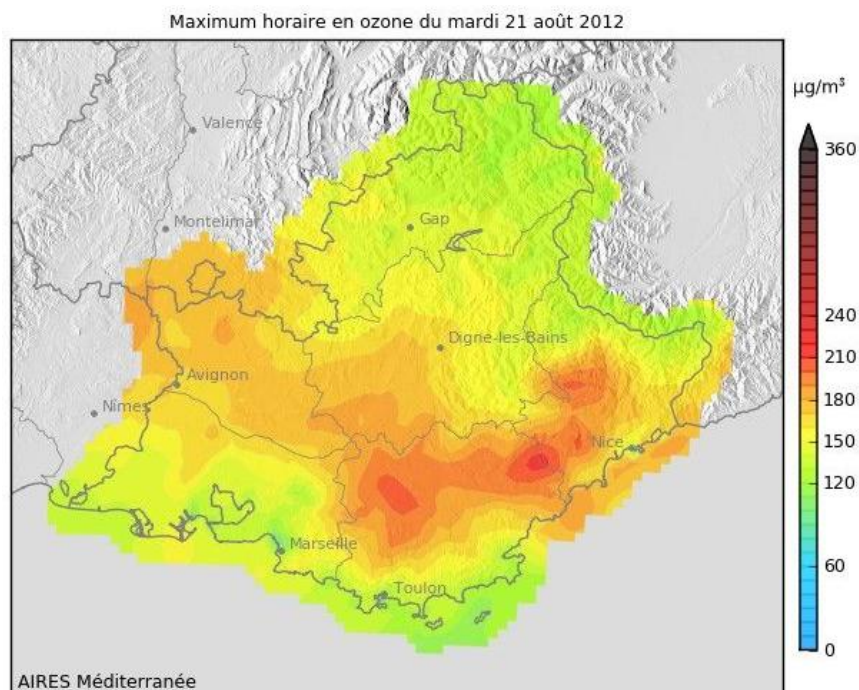 Maximum horaire en ozone du mardi 21 août 2012
µg/m³
Valence
360
Montelimar
Gap
240
210
Digne-les-Bains
Avignon
180
Nîmes
Nice
150
120
Marseille
60
Toulon
0
AIRES Méditerranée